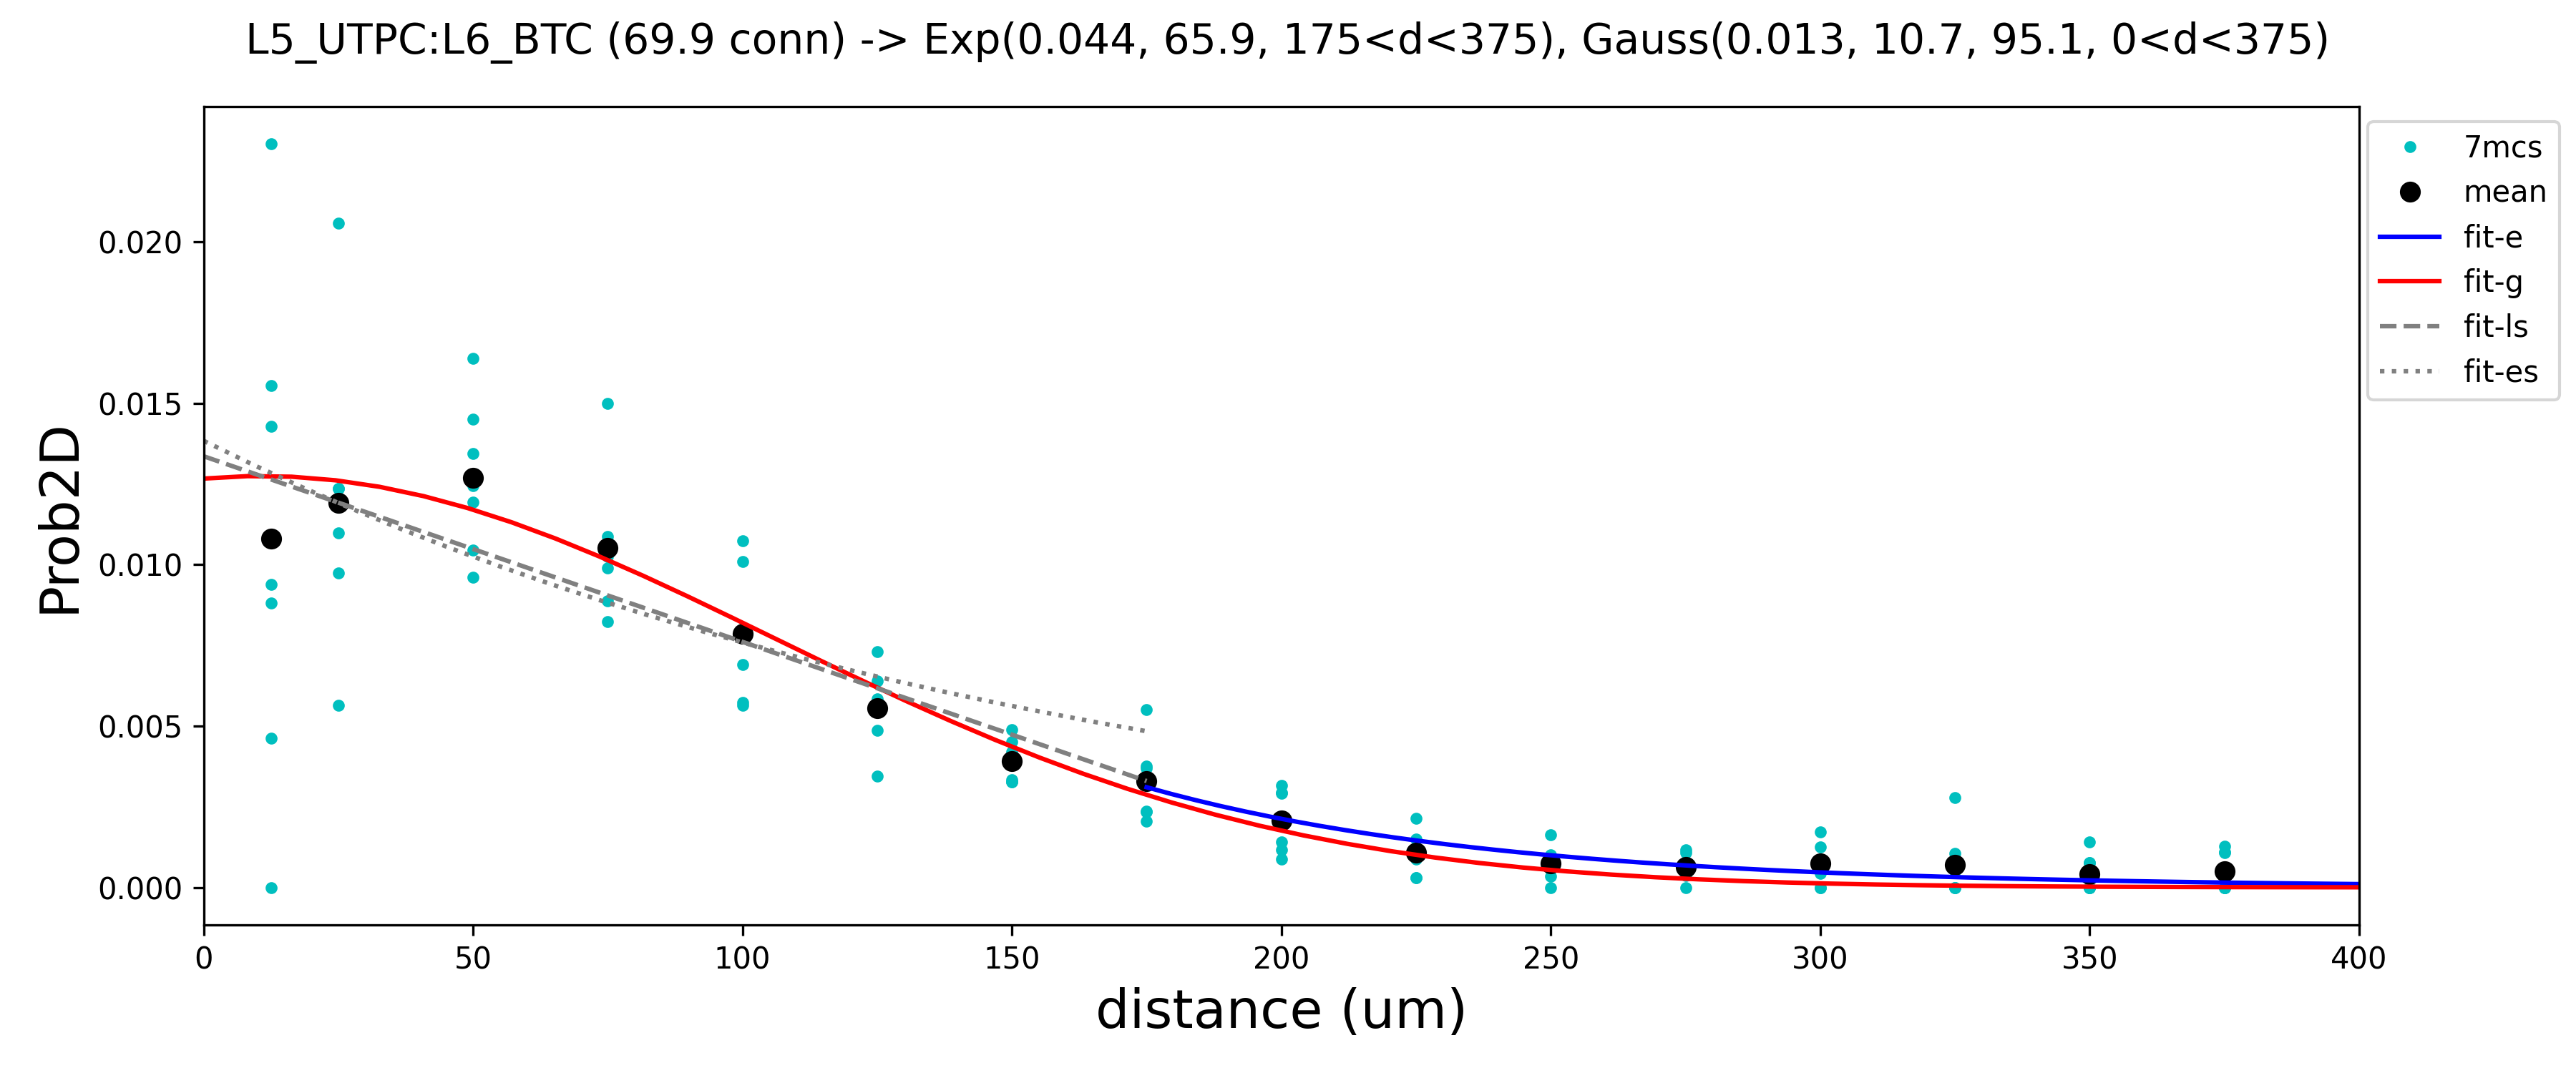 L5_UTPC:L6_BTC (69.9 conn) -> Exp(0.044, 65.9, 175<d<375), Gauss(0.013, 10.7, 95.1, 0<d<375)
7mcs
mean
fit-e
fit-g
fit-ls
fit-es
Prob2D
0.020
0.015
0.010
0.005
0.000
0 50 100 150 200 250 300 350 400
distance (um)